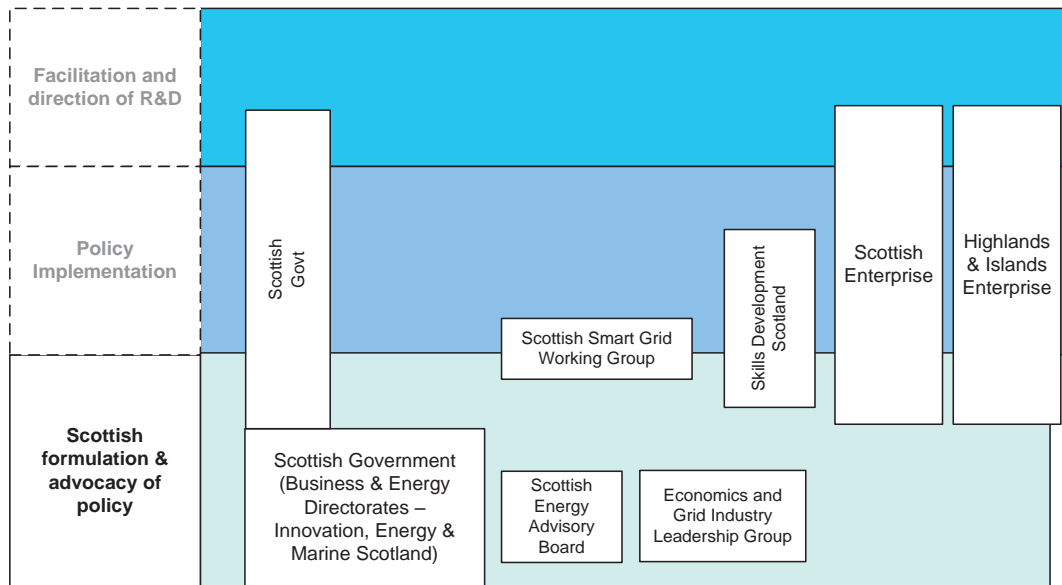 Facilitation and
direction of R&D
Policy
Implementation
Scottish
formulation &
advocacy of
policy
Scottish
Govt
Scottish Government
(Business & Energy
Directorates –
Innovation, Energy &
Marine Scotland)
Scottish Smart Grid
Working Group
Scottish
Energy
Advisory
Board
Economics and
Grid Industry
Leadership Group
Skills Development
Scotland
Scottish
Enterprise
Highlands
& Islands
Enterprise